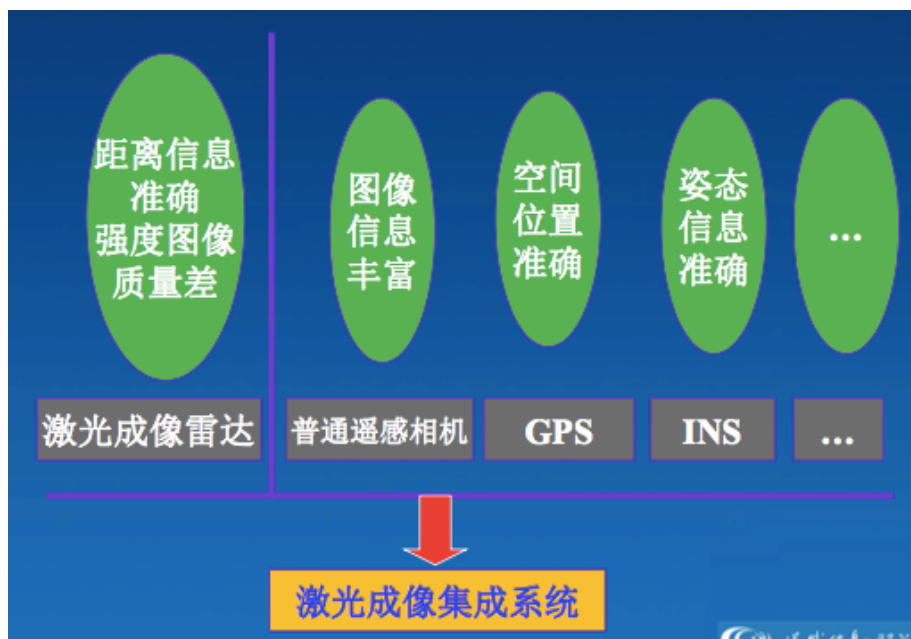 距离信息
准确
强度图像
质量差
图像
信息
丰富
空间
位置
准确
姿态
信息
准确
...
激光成像雷达
普通遥感相机
GPS
INS
...
激光成像集成系统